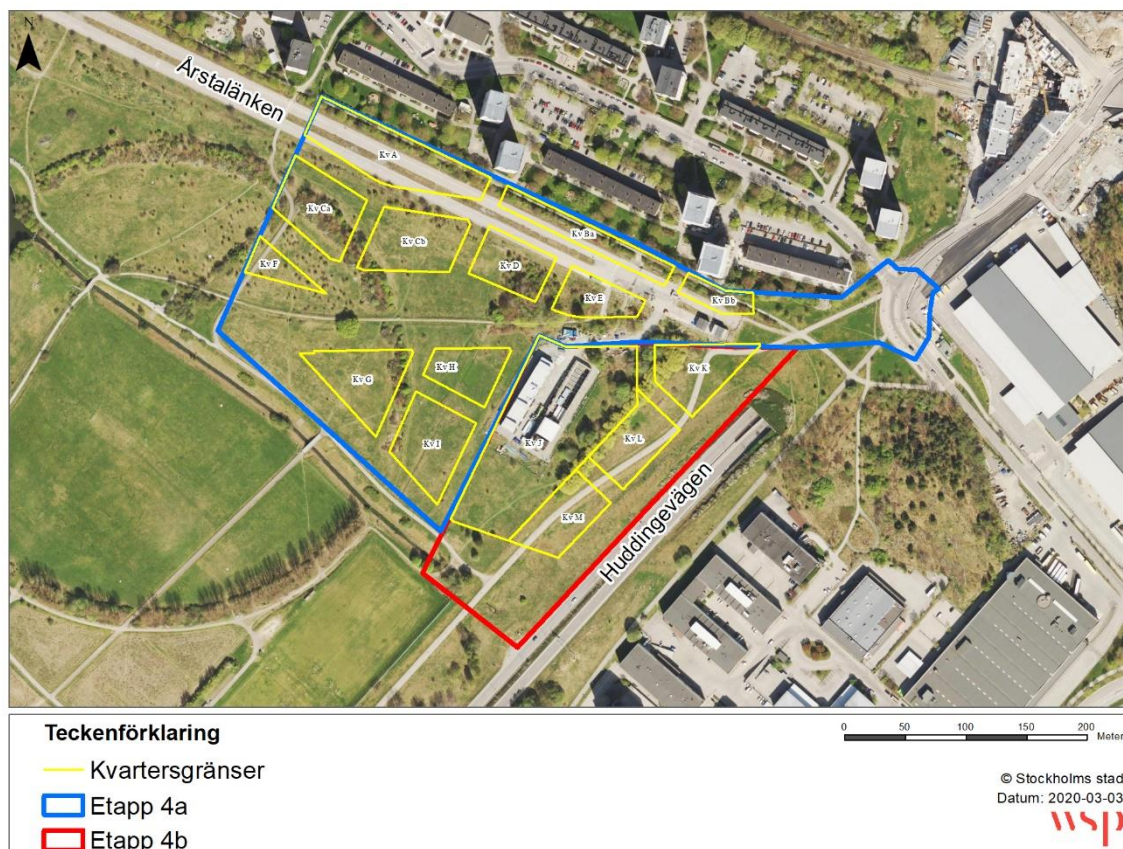 N
Årstalänken
Kv A
Kv Ca
Kv Ba
Kv Cb
Kv F
Kv D
Kv E
Kv Bb
Kv G
Kv H
Kv K
Kv I
Kv J
Kv L
Kv M
Huddingevägen
Teckenförklaring
Kvartersgränser
Etapp 4a
Etapp 4b
0 50 100 150 200
Meter
© Stockholms stad
Datum: 2020-03-03
wsp